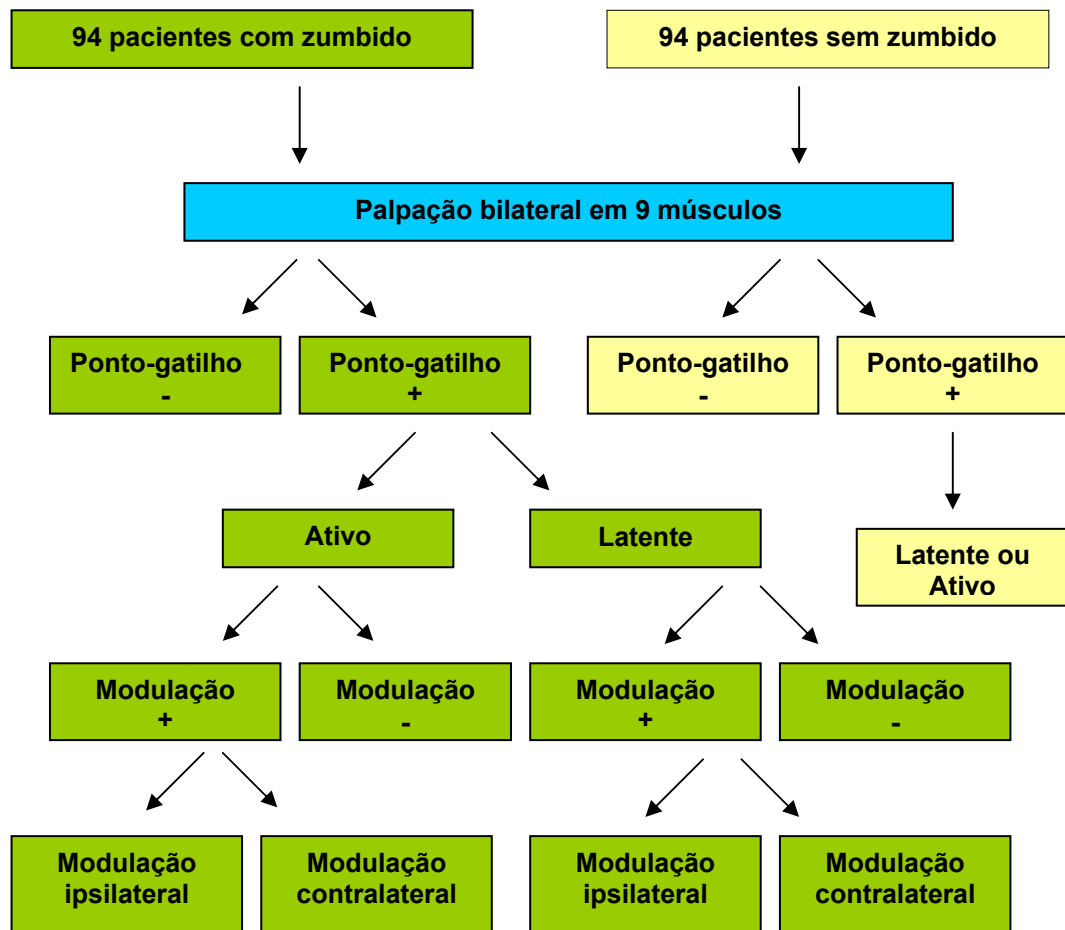 94 pacientes com zumbido
94 pacientes sem zumbido
Palpação bilateral em 9 músculos
Ponto-gatilho
-
Ponto-gatilho
+
Ponto-gatilho
-
Ponto-gatilho
+
Ativo
Latente
Latente ou
Ativo
Modulação
+
Modulação
-
Modulação
+
Modulação
-
Modulação
ipsilateral
Modulação
contralateral
Modulação
ipsilateral
Modulação
contralateral